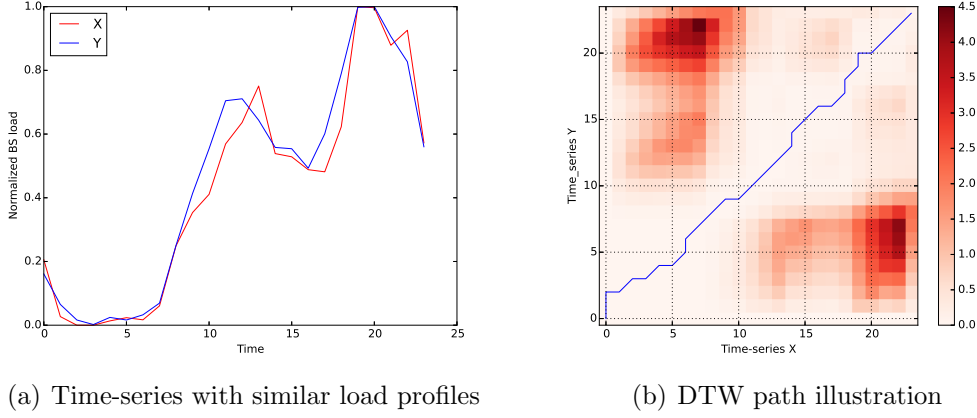 1.0
0.8
0.6
0.4
0.2
0.0
Normalized BS load
X
Y
0 5 10 15 20 25
Time
20
15
10
5
0
Time_series Y
0 5 10 15 20
Time-series X
4.5
4.0
3.5
3.0
2.5
2.0
1.5
1.0
0.5
0.0
(a) Time-series with similar load profiles
(b) DTW path illustration